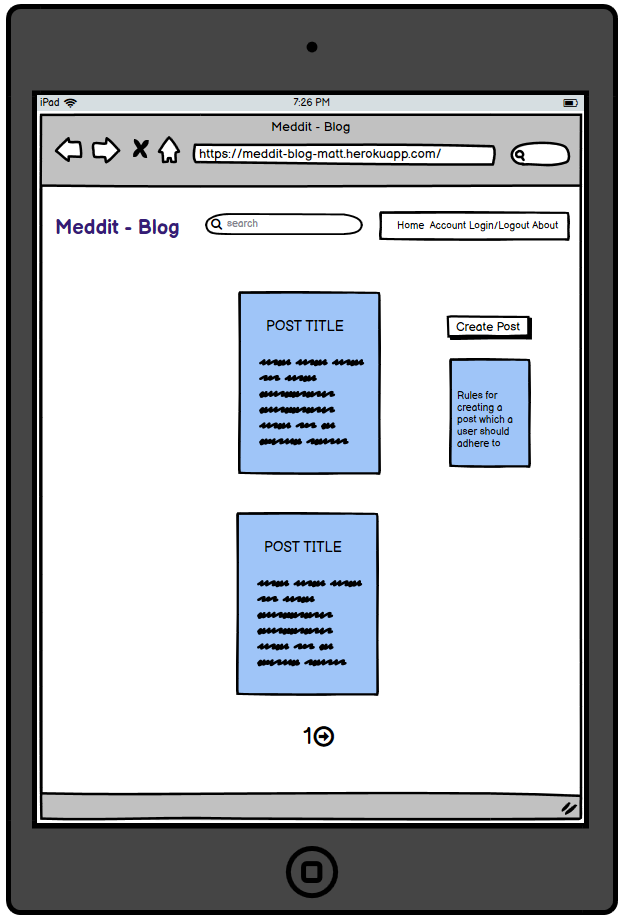 iPad 7:26 PM
Meddit - Blog
https://meddit-blog-matt.herokuapp.com/
Meddit - Blog
search
Home Account Login/Logout About
POST TITLE
Create Post
Rules for
creating a
post which a
user should
adhere to
POST TITLE
1